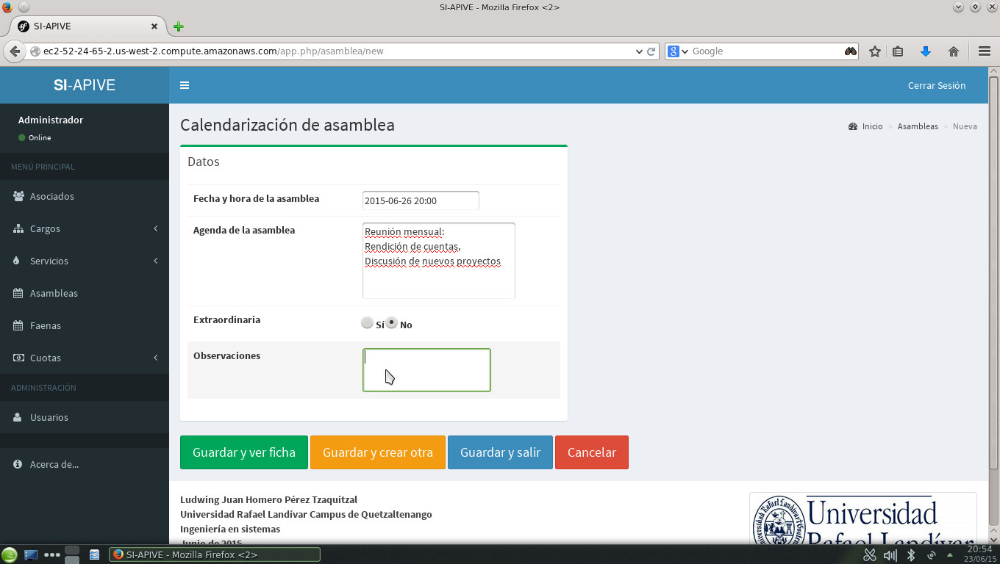 SI-APIVE - Mozilla Firefox <2>
SI-APIVE
ec2-52-24-65-2.us-west-2.compute.amazonaws.com/app.php/asamblea/new
Google
SI-APIVE
Cerrar Sesión
Administrador
Online
MENÚ PRINCIPAL
Asociados
Cargos
Servicios
Asambleas
Faenas
Cuotas
ADMINISTRACIÓN
Usuarios
Acerca de...
Calendarización de asamblea
Inicio > Asambleas > Nueva
Datos
Fecha y hora de la asamblea
2015-06-26 20:00
Agenda de la asamblea
Reunión mensual:
Rendición de cuentas,
Discusión de nuevos proyectos
Extraordinaria
Sí No
Observaciones
Guardar y ver ficha
Guardar y crear otra
Guardar y salir
Cancelar
Ludwing Juan Homero Pérez Tzaquitzal
Universidad Rafael Landívar Campus de Quetzaltenango
Ingeniería en sistemas
Junio de 2015
Universidad
Rafael Landívar
SI-APIVE - Mozilla Firefox <2>
20:54
23/06/15